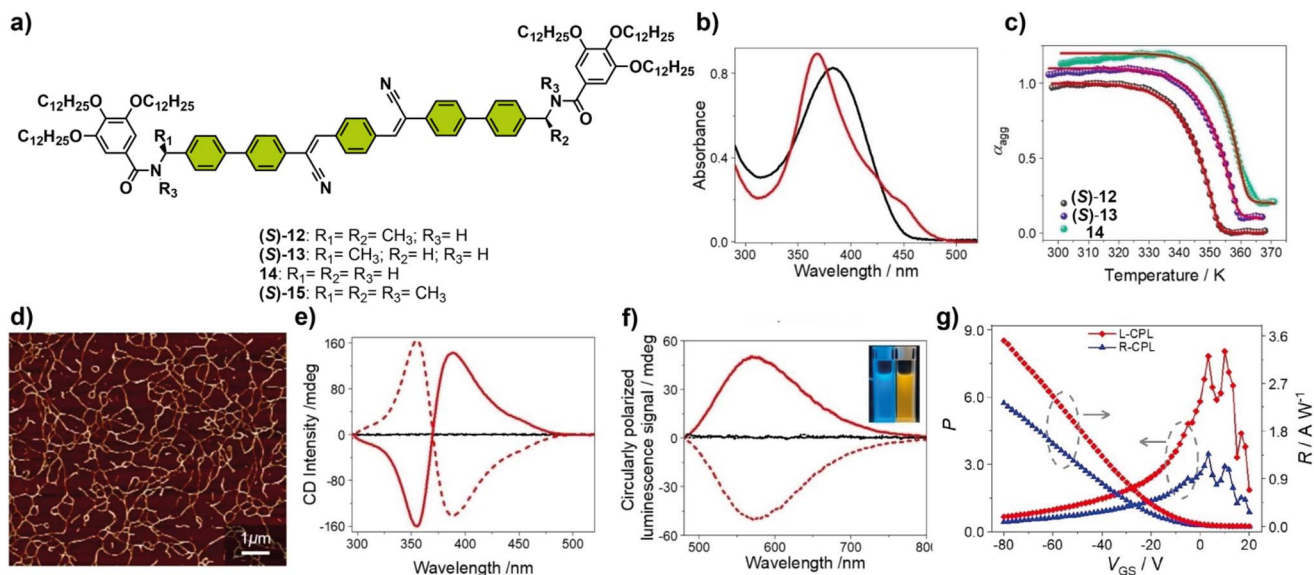 a)
C₁₂H₂₅O
OC₁₂H₂₅
OC₁₂H₂₅
R₃
N
O
R₂
CN
C₁₂H₂₅O
OC₁₂H₂₅
C₁₂H₂₅O
R₁
O
N
R₃
CN
(S)-12: R₁= R₂= CH₃; R₃= H
(S)-13: R₁= CH₃; R₂= H; R₃= H
14: R₁= R₂= R₃= H
(S)-15: R₁= R₂= R₃= CH₃
b)
Absorbance
0.8
0.4
0.0
300 350 400 450 500
Wavelength / nm
c)
αagg
1.0
0.5
0.0
(S)-12
(S)-13
14
300 310 320 330 340 350 360 370
Temperature / K
d)
1μm
e)
CD Intensity /mdeg
160
80
0
-80
-160
300 350 400 450 500
Wavelength /nm
f)
Circularly polarized
luminescence signal / mdeg
60
30
0
-30
-60
500 600 700 800
Wavelength /nm
g)
L-CPL
R-CPL
P
9.0
6.0
3.0
0.0
R / A W⁻¹
3.6
2.7
1.8
0.9
0.0
-80 -60 -40 -20 0 20
VGS / V